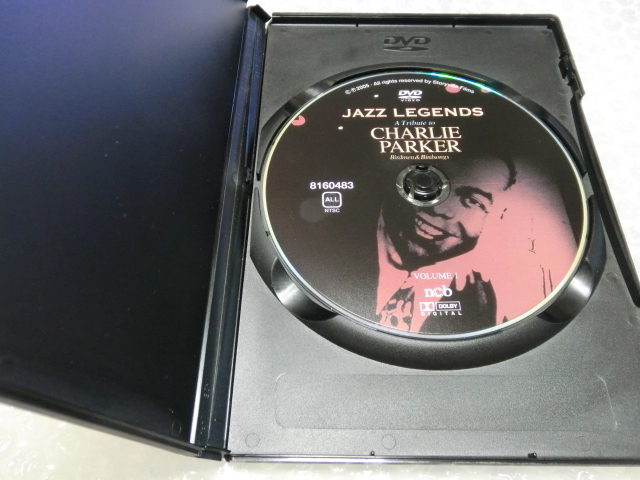 DVD
©℗2005 - All rights reserved by Storyville Films
DVD
VIDEO
JAZZ LEGENDS
A Tribute to
CHARLIE
PARKER
Birdmen & Birdsongs
8160483
ALL
NTSC
VOLUME 1
ncb
DOLBY
DIGITAL